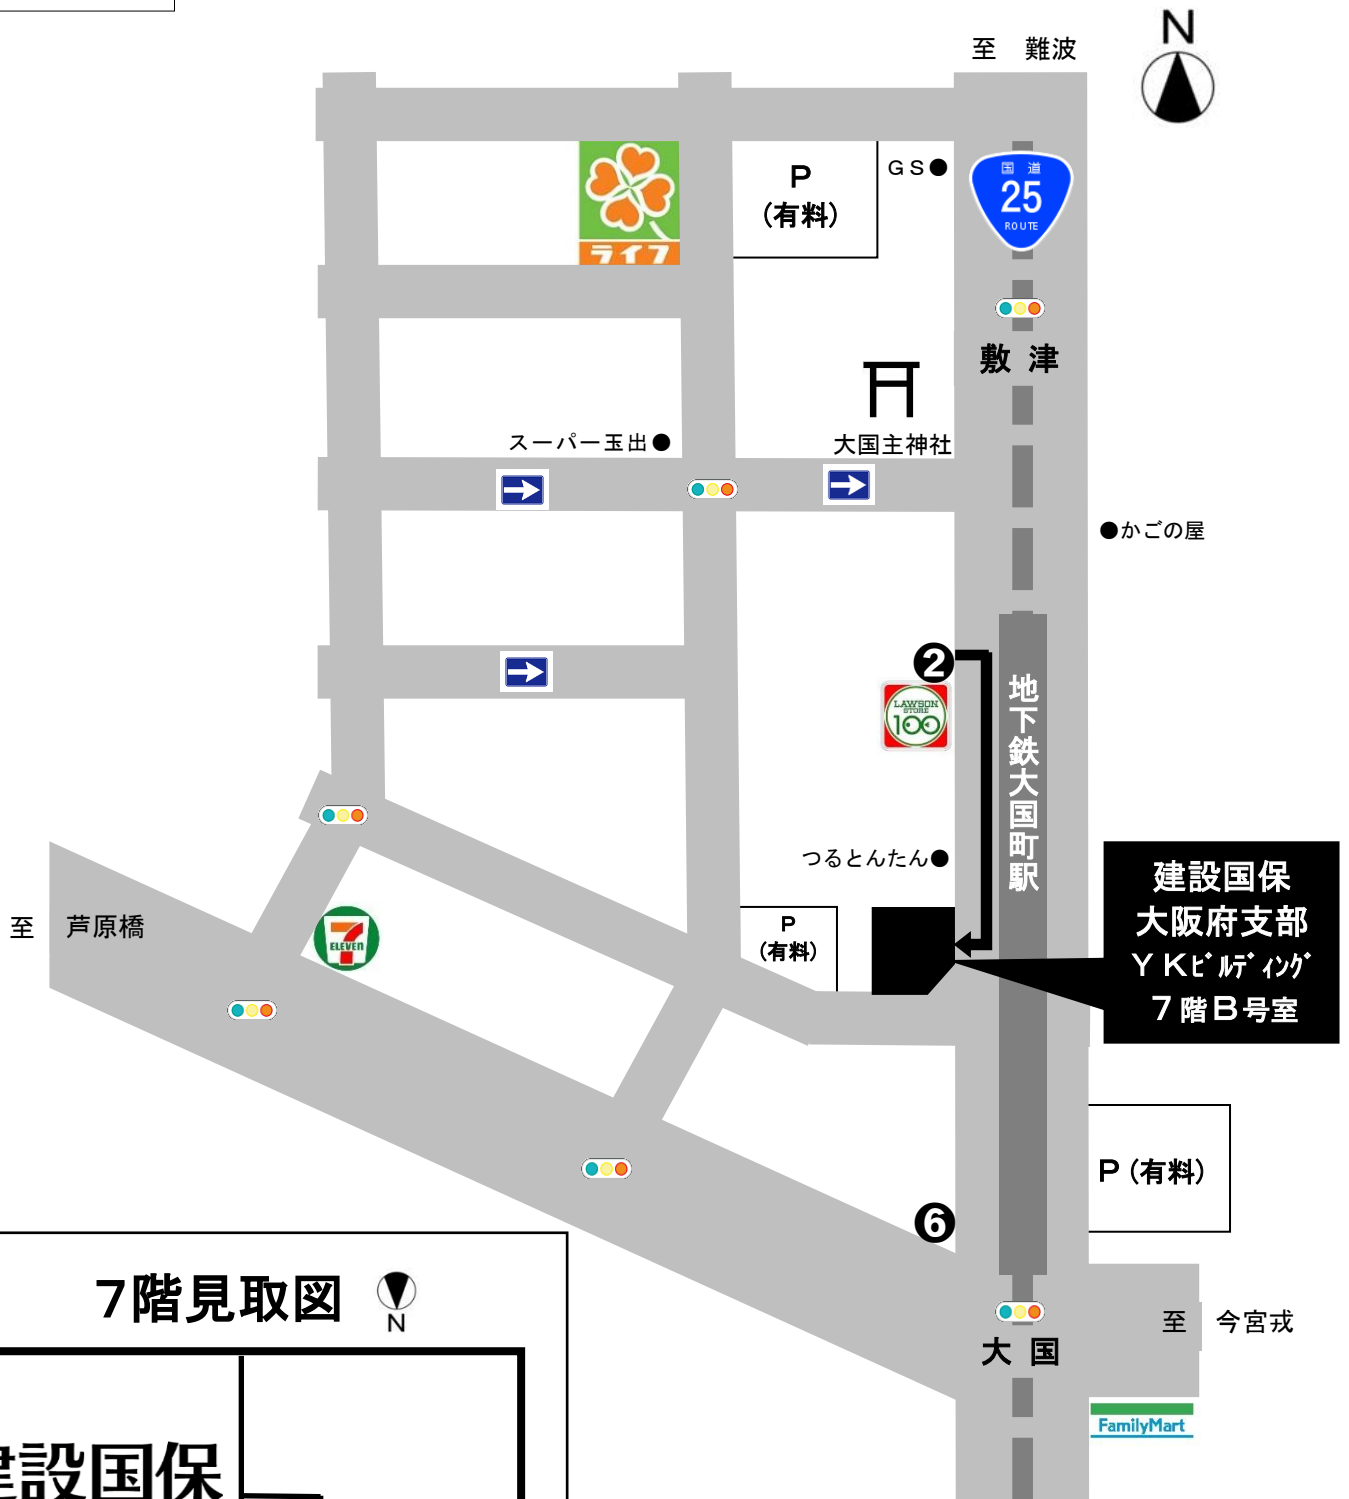 N
至　難波
国道
25
ROUTE
GS●
P
(有料)
ライフ
敷津
スーパー玉出●
大国主神社
●かごの屋
❷
LAWSON
STORE
100
地下鉄大国町駅
つるとんたん●
建設国保
大阪府支部
YKﾋﾞﾙﾃﾞｨﾝｸﾞ
7階B号室
P
(有料)
至　芦原橋
7
ELEVEN
P(有料)
❻
至　今宮戎
大国
FamilyMart
7階見取図
N
建設国保